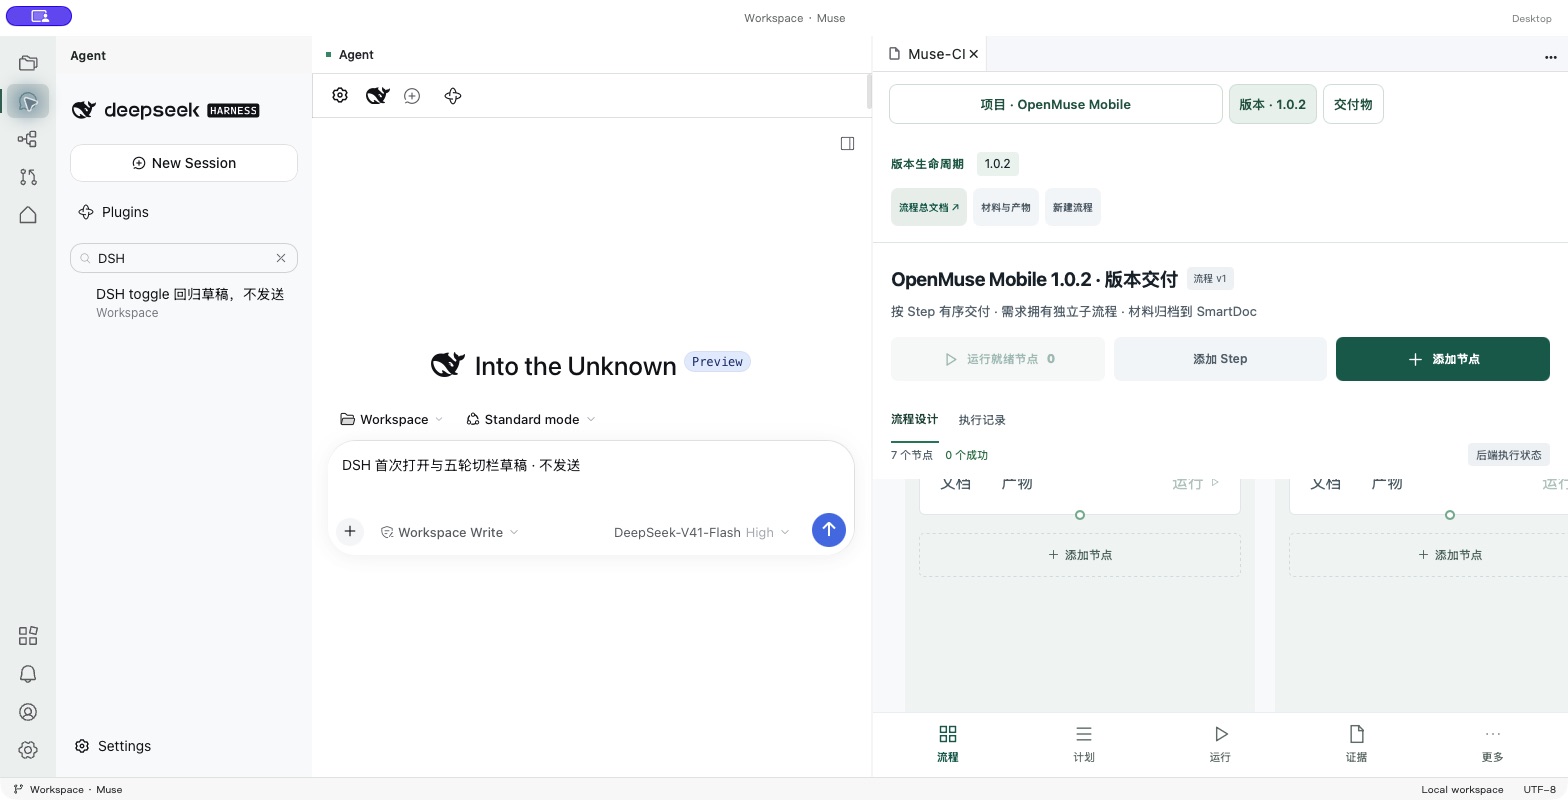 Workspace · Muse
Desktop
Agent
deepseek HARNESS
New Session
Plugins
DSH
DSH toggle 回归草稿，不发送
Workspace
Settings
Agent
Into the Unknown Preview
Workspace
Standard mode
DSH 首次打开与五轮切栏草稿 · 不发送
Workspace Write
DeepSeek-V41-Flash High
Muse-CI
项目 · OpenMuse Mobile
版本 · 1.0.2
交付物
版本生命周期 1.0.2
流程总文档 ↗
材料与产物
新建流程
OpenMuse Mobile 1.0.2 · 版本交付 流程 v1
按 Step 有序交付 · 需求拥有独立子流程 · 材料归档到 SmartDoc
运行就绪节点 0
添加 Step
添加节点
流程设计
执行记录
7 个节点 0 个成功
后端执行状态
文档 产物 运行
文档 产物 运行
添加节点
添加节点
流程
计划
运行
证据
更多
Workspace · Muse
Local workspace
UTF-8